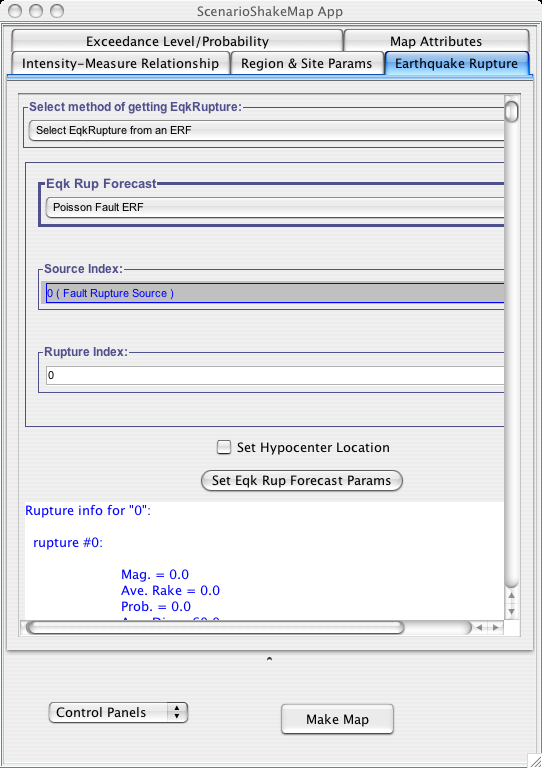 ScenarioShakeMap App
Exceedance Level/Probability
Map Attributes
Intensity-Measure Relationship
Region & Site Params
Earthquake Rupture
Select method of getting EqkRupture:
Select EqkRupture from an ERF
Eqk Rup Forecast
Poisson Fault ERF
Source Index:
0 ( Fault Rupture Source )
Rupture Index:
0
Set Hypocenter Location
Set Eqk Rup Forecast Params
Rupture info for "0":
rupture #0:
Mag. = 0.0
Ave. Rake = 0.0
Prob. = 0.0
Control Panels
Make Map